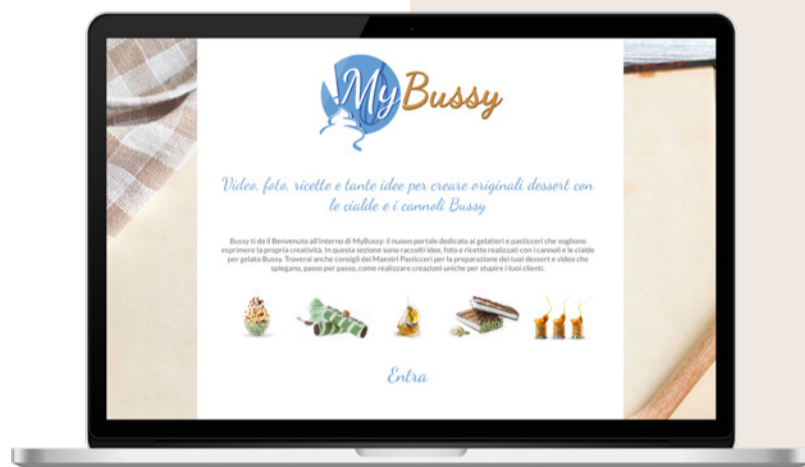 MyBussy
Video, foto, ricette e tante idee per creare originali dessert con
le cialde e i cannoli Bussy
Bussy ti da il Benvenuto all'interno di MyBussy: il nuovo portale dedicato ai gelatieri e pasticceri che vogliono
esprimere la propria creatività. In questa sezione sono raccolti idee, foto e ricette realizzati con i cannoli e le cialde
per gelato Bussy. Troverai anche consigli dei Maestri Pasticceri per la preparazione dei tuoi dessert e video che
spiegano, passo per passo, come realizzare creazioni uniche per stupire i tuoi clienti.
Entra